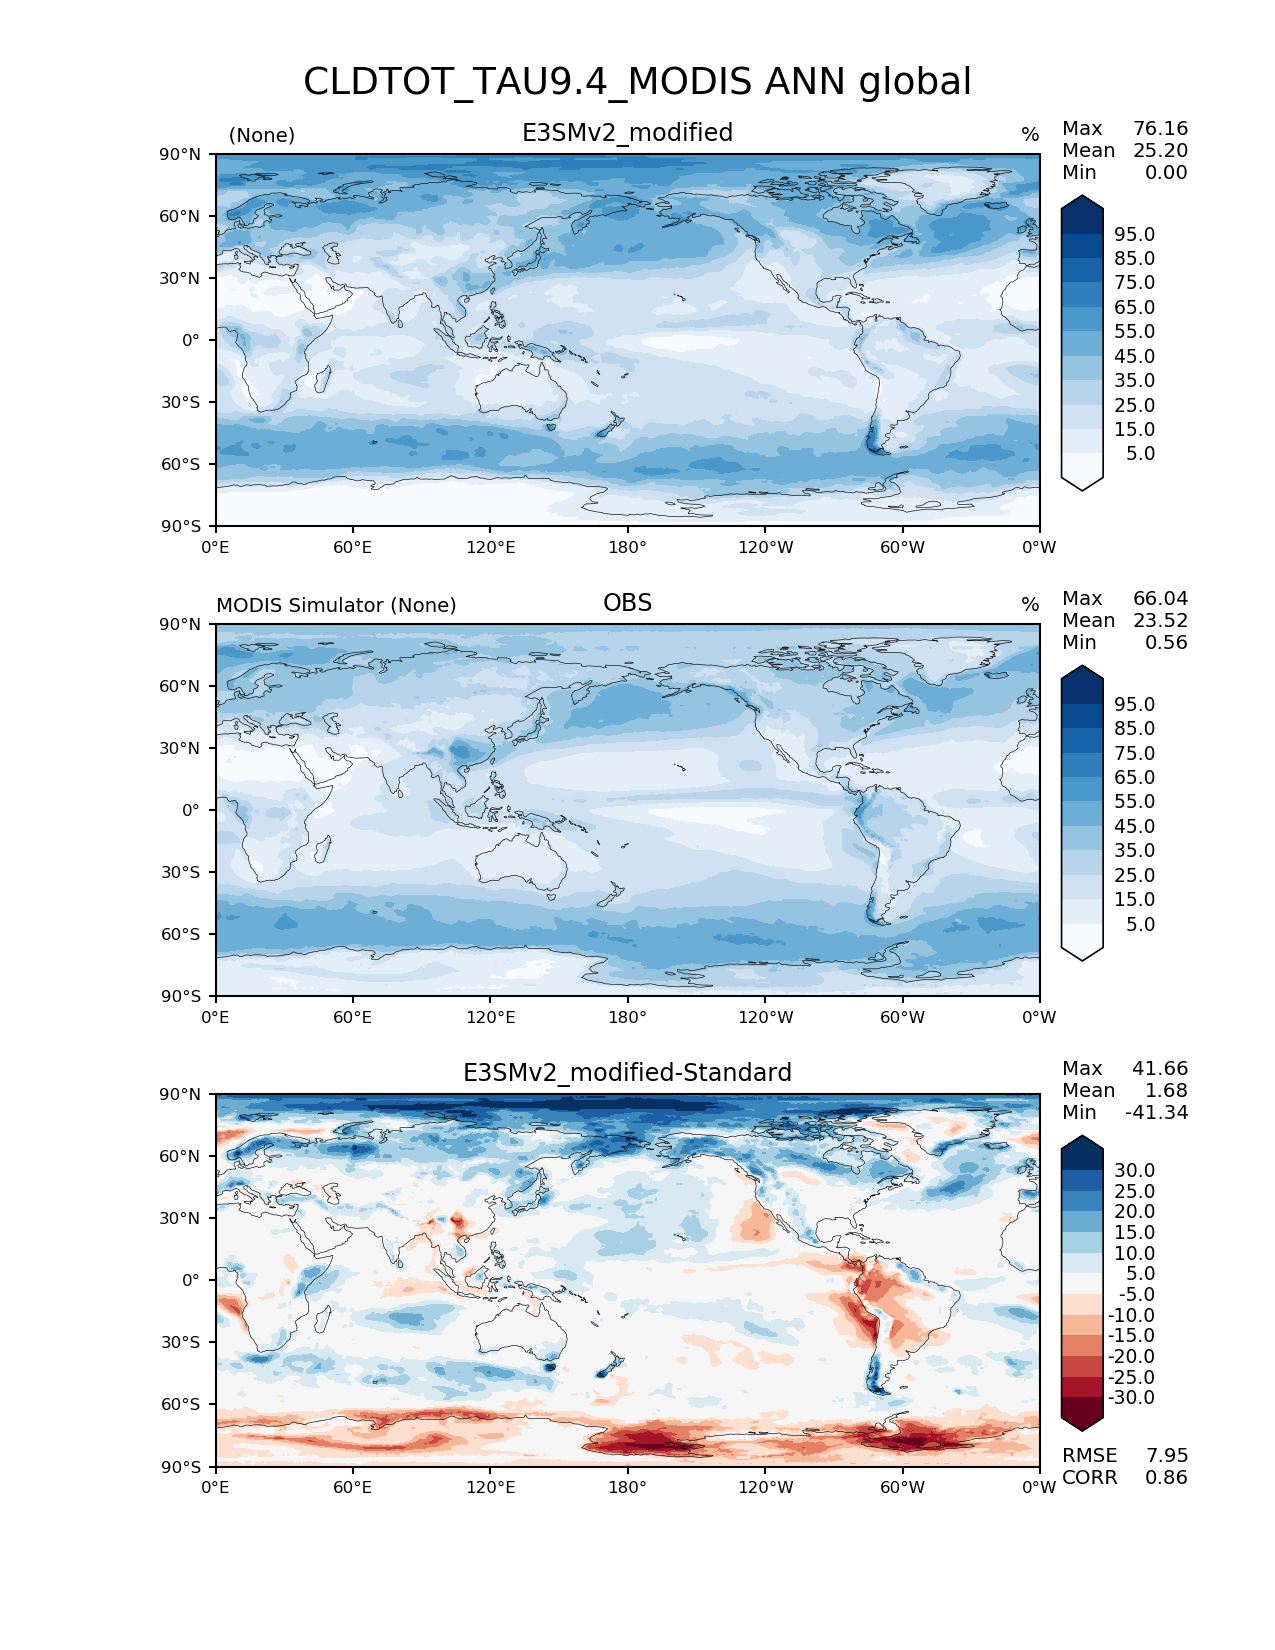 CLDTOT_TAU9.4_MODIS ANN global
(None) E3SMv2_modified %
Max 76.16
Mean 25.20
Min 0.00
90°N
60°N
30°N
0°
30°S
60°S
90°S
0°E 60°E 120°E 180° 120°W 60°W 0°W
95.0
85.0
75.0
65.0
55.0
45.0
35.0
25.0
15.0
5.0
MODIS Simulator (None) OBS %
Max 66.04
Mean 23.52
Min 0.56
90°N
60°N
30°N
0°
30°S
60°S
90°S
0°E 60°E 120°E 180° 120°W 60°W 0°W
95.0
85.0
75.0
65.0
55.0
45.0
35.0
25.0
15.0
5.0
E3SMv2_modified-Standard
Max 41.66
Mean 1.68
Min -41.34
90°N
60°N
30°N
0°
30°S
60°S
90°S
0°E 60°E 120°E 180° 120°W 60°W 0°W
30.0
25.0
20.0
15.0
10.0
5.0
-5.0
-10.0
-15.0
-20.0
-25.0
-30.0
RMSE 7.95
CORR 0.86